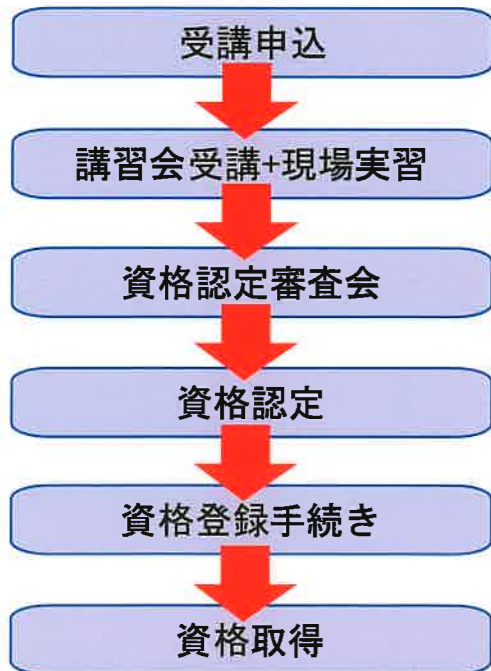 受講申込
講習会受講+現場実習
資格認定審査会
資格認定
資格登録手続き
資格取得